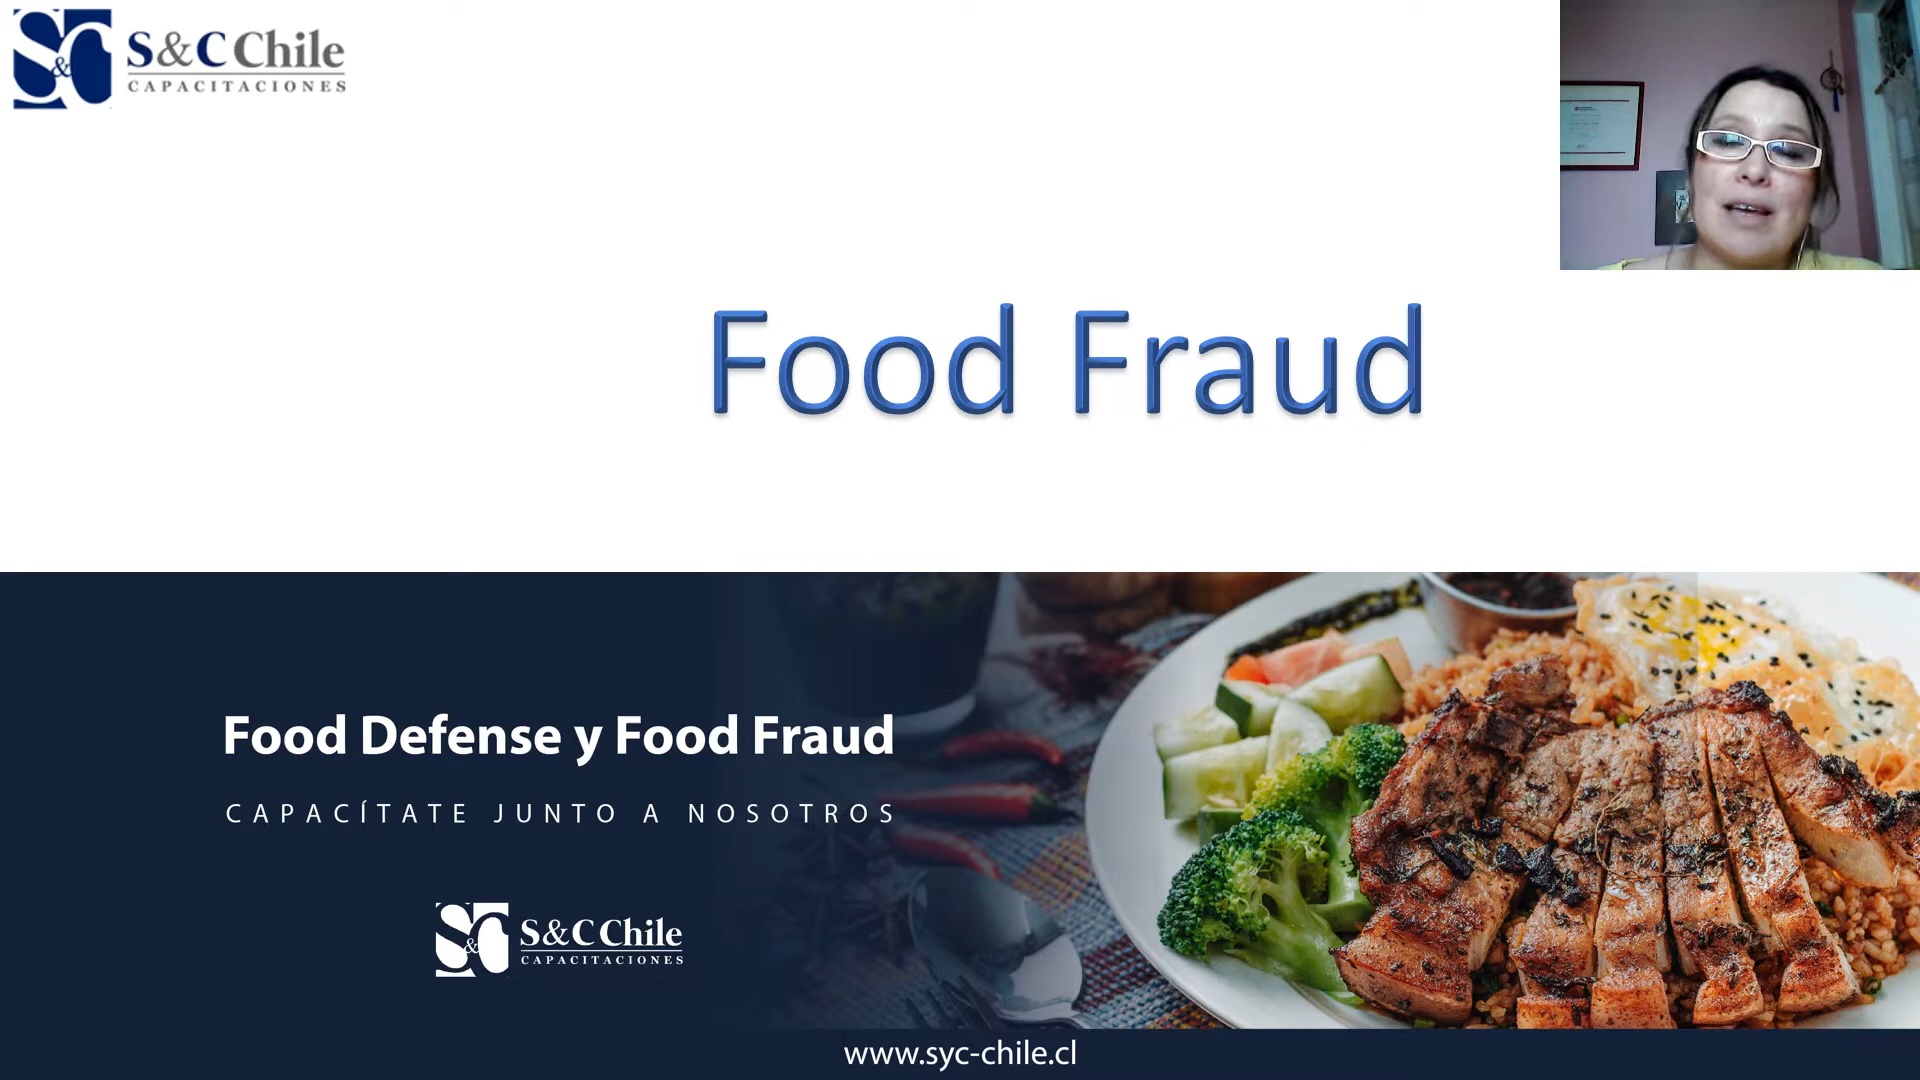 S&C
S&C Chile
CAPACITACIONES
Food Fraud
Food Defense y Food Fraud
CAPACÍTATE JUNTO A NOSOTROS
S&C
S&C Chile
CAPACITACIONES
www.syc-chile.cl